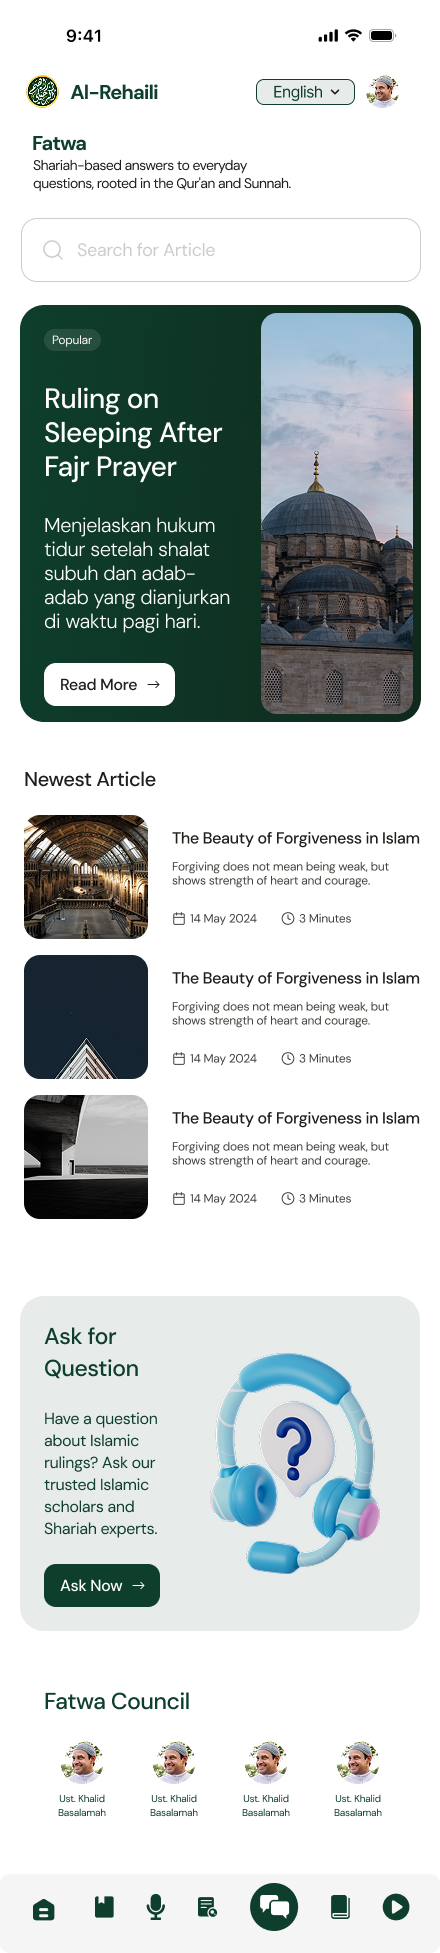 9:41
Al-Rehaili
English
Fatwa
Shariah-based answers to everyday
questions, rooted in the Qur'an and Sunnah.
Search for Article
Popular
Ruling on
Sleeping After
Fajr Prayer
Menjelaskan hukum
tidur setelah shalat
subuh dan adab-
adab yang dianjurkan
di waktu pagi hari.
Read More →
Newest Article
The Beauty of Forgiveness in Islam
Forgiving does not mean being weak, but
shows strength of heart and courage.
14 May 2024 3 Minutes
The Beauty of Forgiveness in Islam
Forgiving does not mean being weak, but
shows strength of heart and courage.
14 May 2024 3 Minutes
The Beauty of Forgiveness in Islam
Forgiving does not mean being weak, but
shows strength of heart and courage.
14 May 2024 3 Minutes
Ask for
Question
Have a question
about Islamic
rulings? Ask our
trusted Islamic
scholars and
Shariah experts.
?
Ask Now →
Fatwa Council
Ust. Khalid Ust. Khalid Ust. Khalid Ust. Khalid
Basalamah Basalamah Basalamah Basalamah